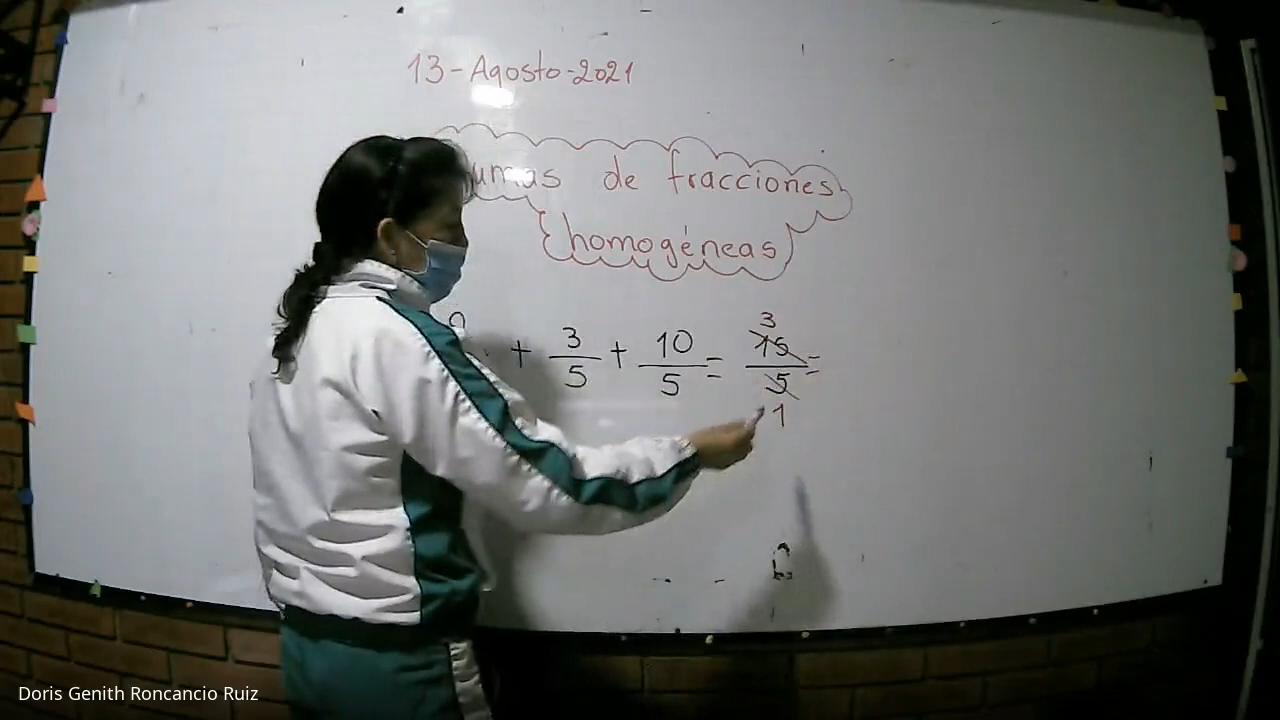 13-Agosto-2021
umas de fracciones
homogéneas
+ 3/5 + 10/5 = 15/5 =
3
1
Doris Genith Roncancio Ruiz